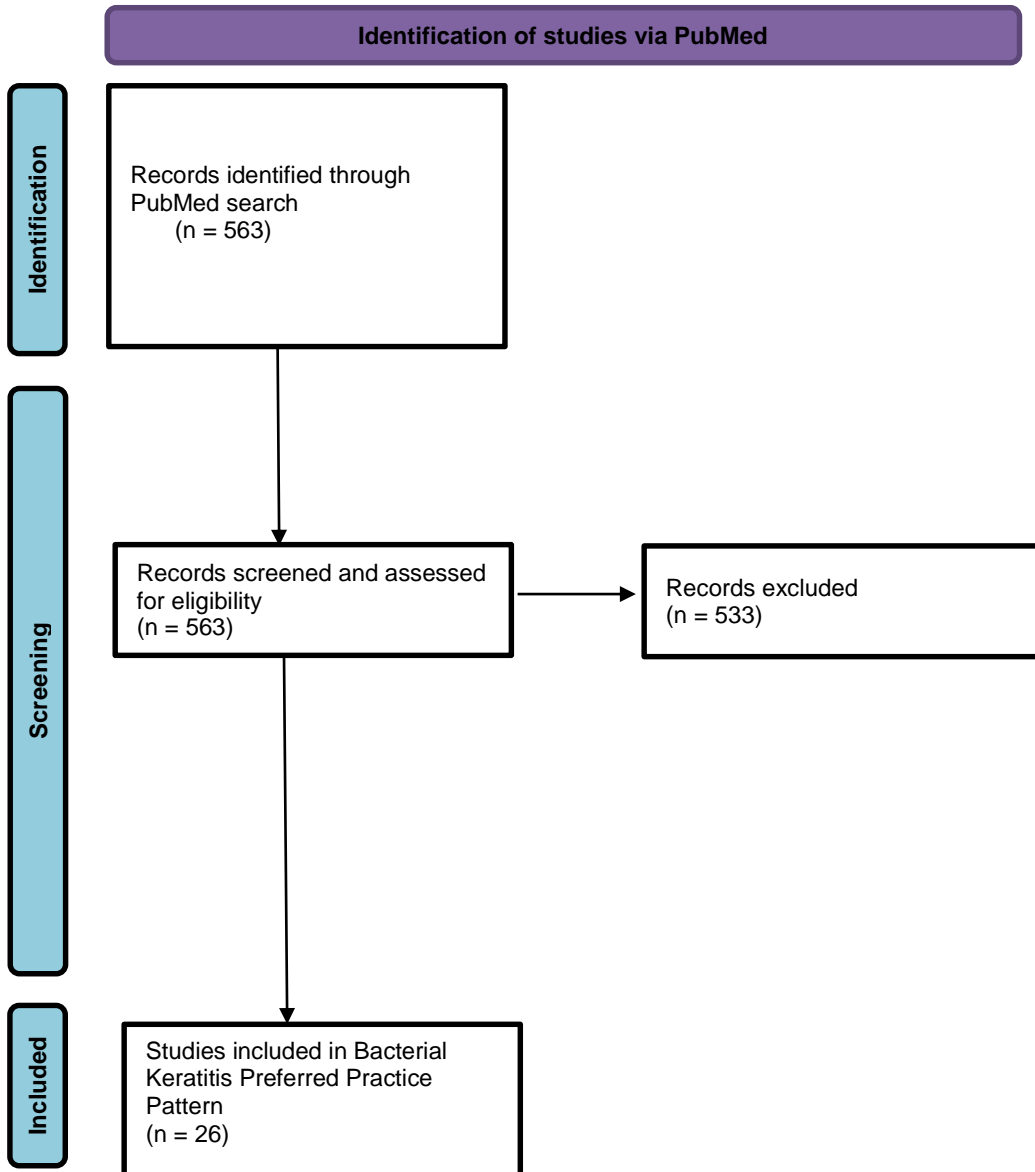 Identification of studies via PubMed
Identification
Records identified through
PubMed search
(n = 563)
Screening
Records screened and assessed
for eligibility
(n = 563)
Records excluded
(n = 533)
Included
Studies included in Bacterial
Keratitis Preferred Practice
Pattern
(n = 26)